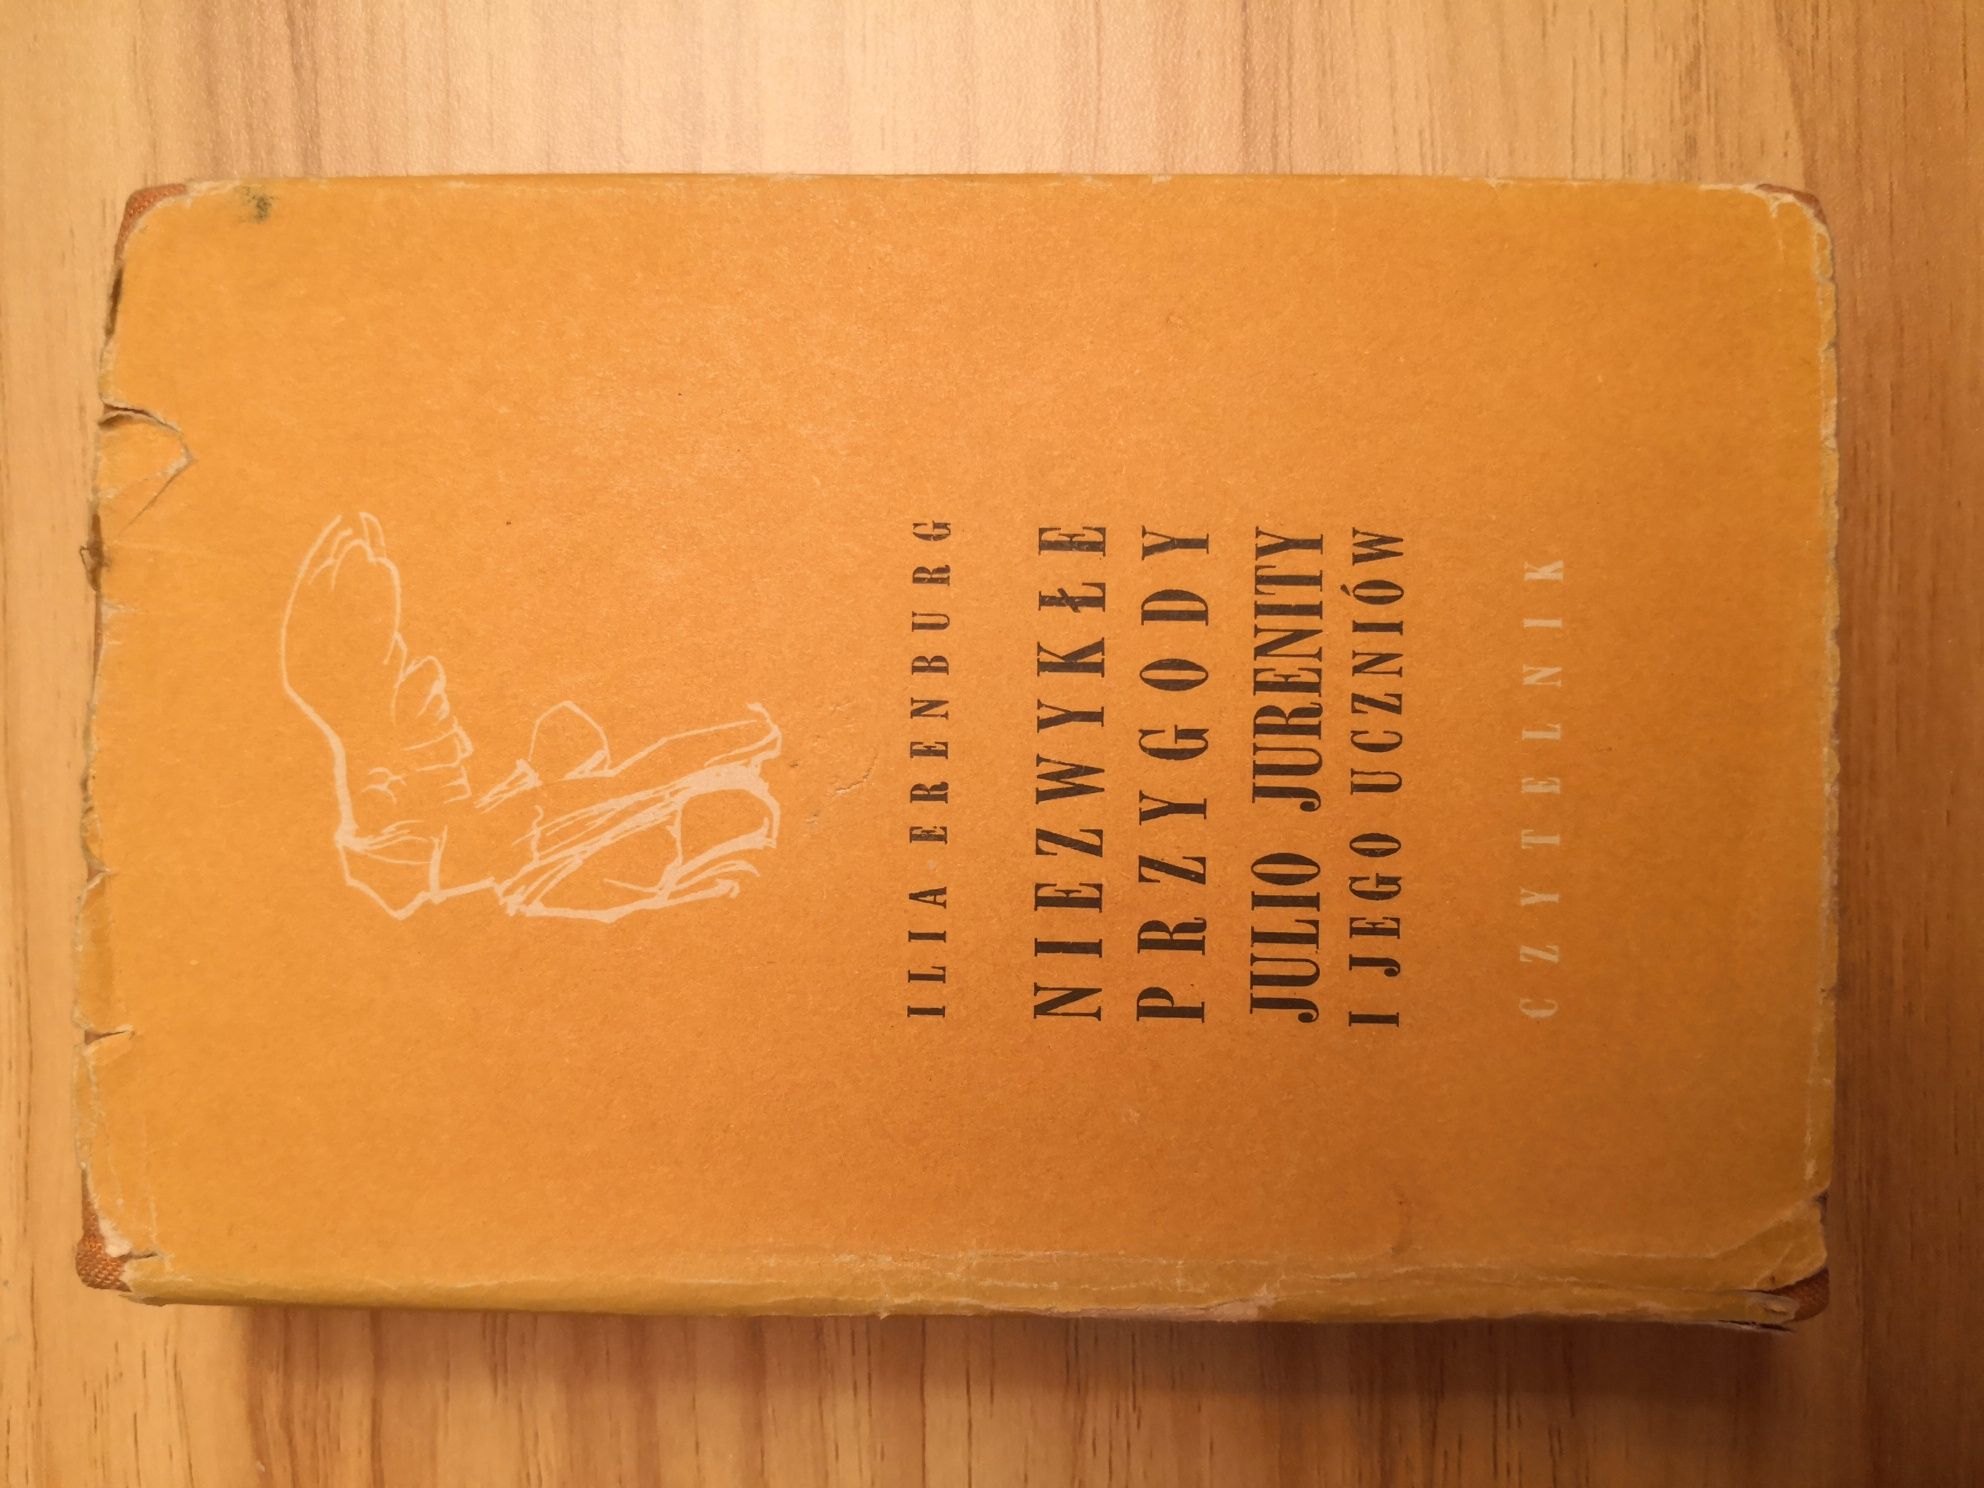 ILIA ERENBURG
NIEZWYKŁE
PRZYGODY
JULIO JURENITY
I JEGO UCZNIÓW
CZYTELNIK